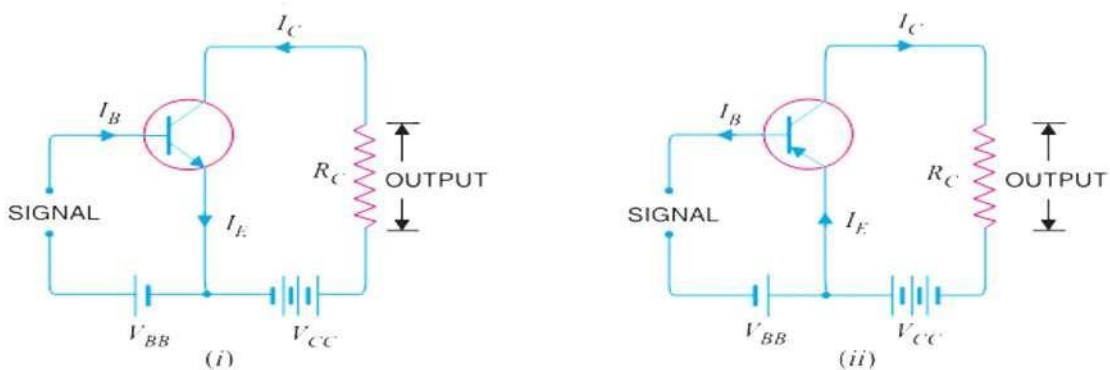 I_C
I_B
R_C
OUTPUT
SIGNAL
I_E
V_BB
V_CC
(i)
I_C
I_B
R_C
OUTPUT
SIGNAL
I_E
V_BB
V_CC
(ii)